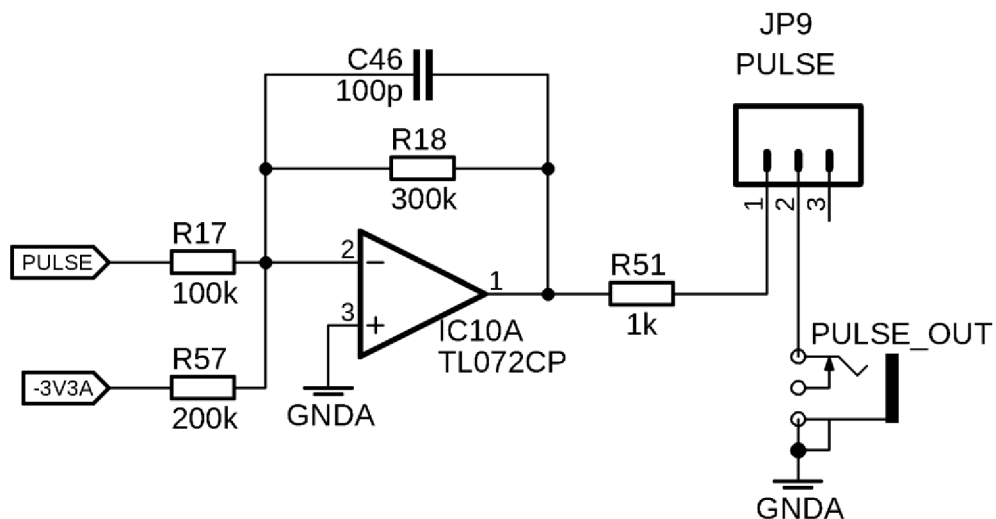 JP9
PULSE
C46
100p
R18
300k
1
2
3
R17
PULSE
100k
2
−
3
+
1
IC10A
TL072CP
R51
1k
R57
-3V3A
200k
GNDA
PULSE_OUT
GNDA